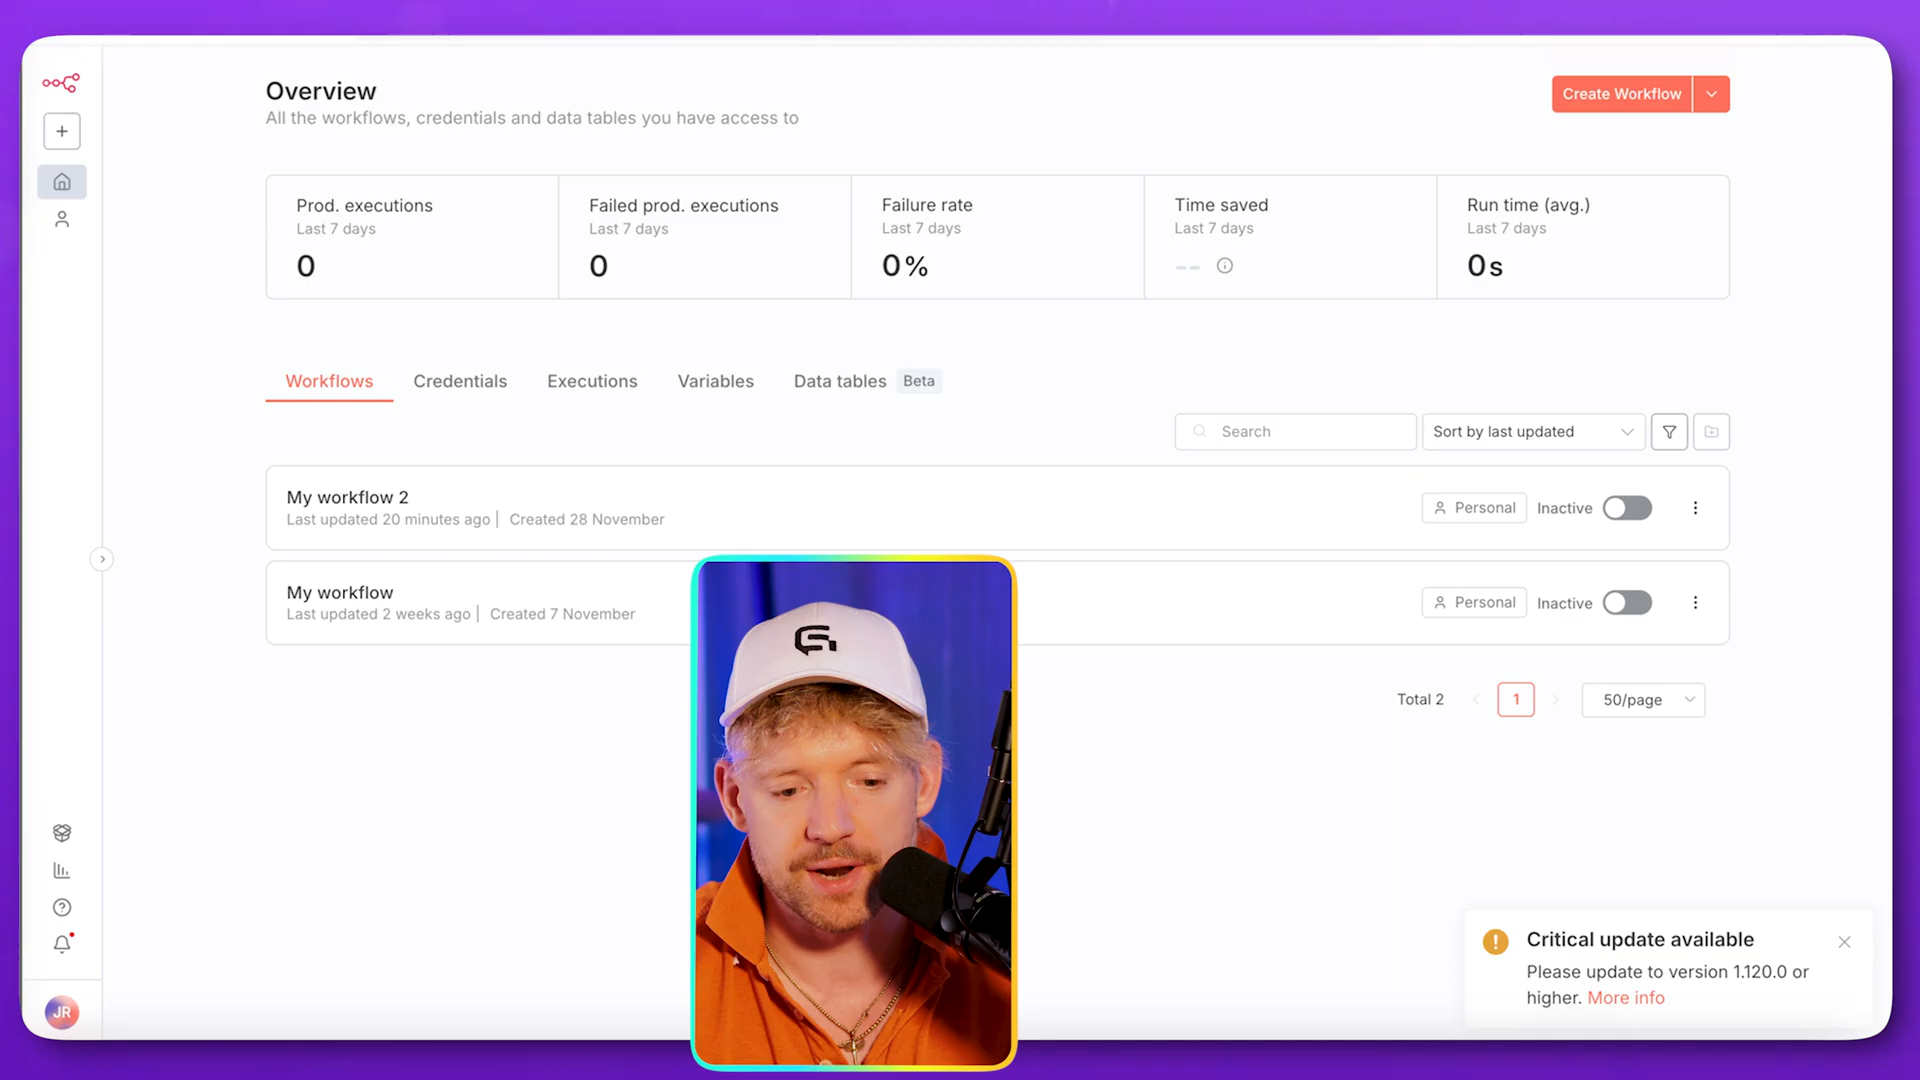 Overview
All the workflows, credentials and data tables you have access to
Create Workflow
Prod. executions
Last 7 days
0
Failed prod. executions
Last 7 days
0
Failure rate
Last 7 days
0%
Time saved
Last 7 days
--
Run time (avg.)
Last 7 days
0s
Workflows
Credentials
Executions
Variables
Data tables
Beta
Search
Sort by last updated
My workflow 2
Last updated 20 minutes ago | Created 28 November
Personal
Inactive
My workflow
Last updated 2 weeks ago | Created 7 November
Personal
Inactive
Total 2
1
50/page
Critical update available
Please update to version 1.120.0 or
higher. More info
JR